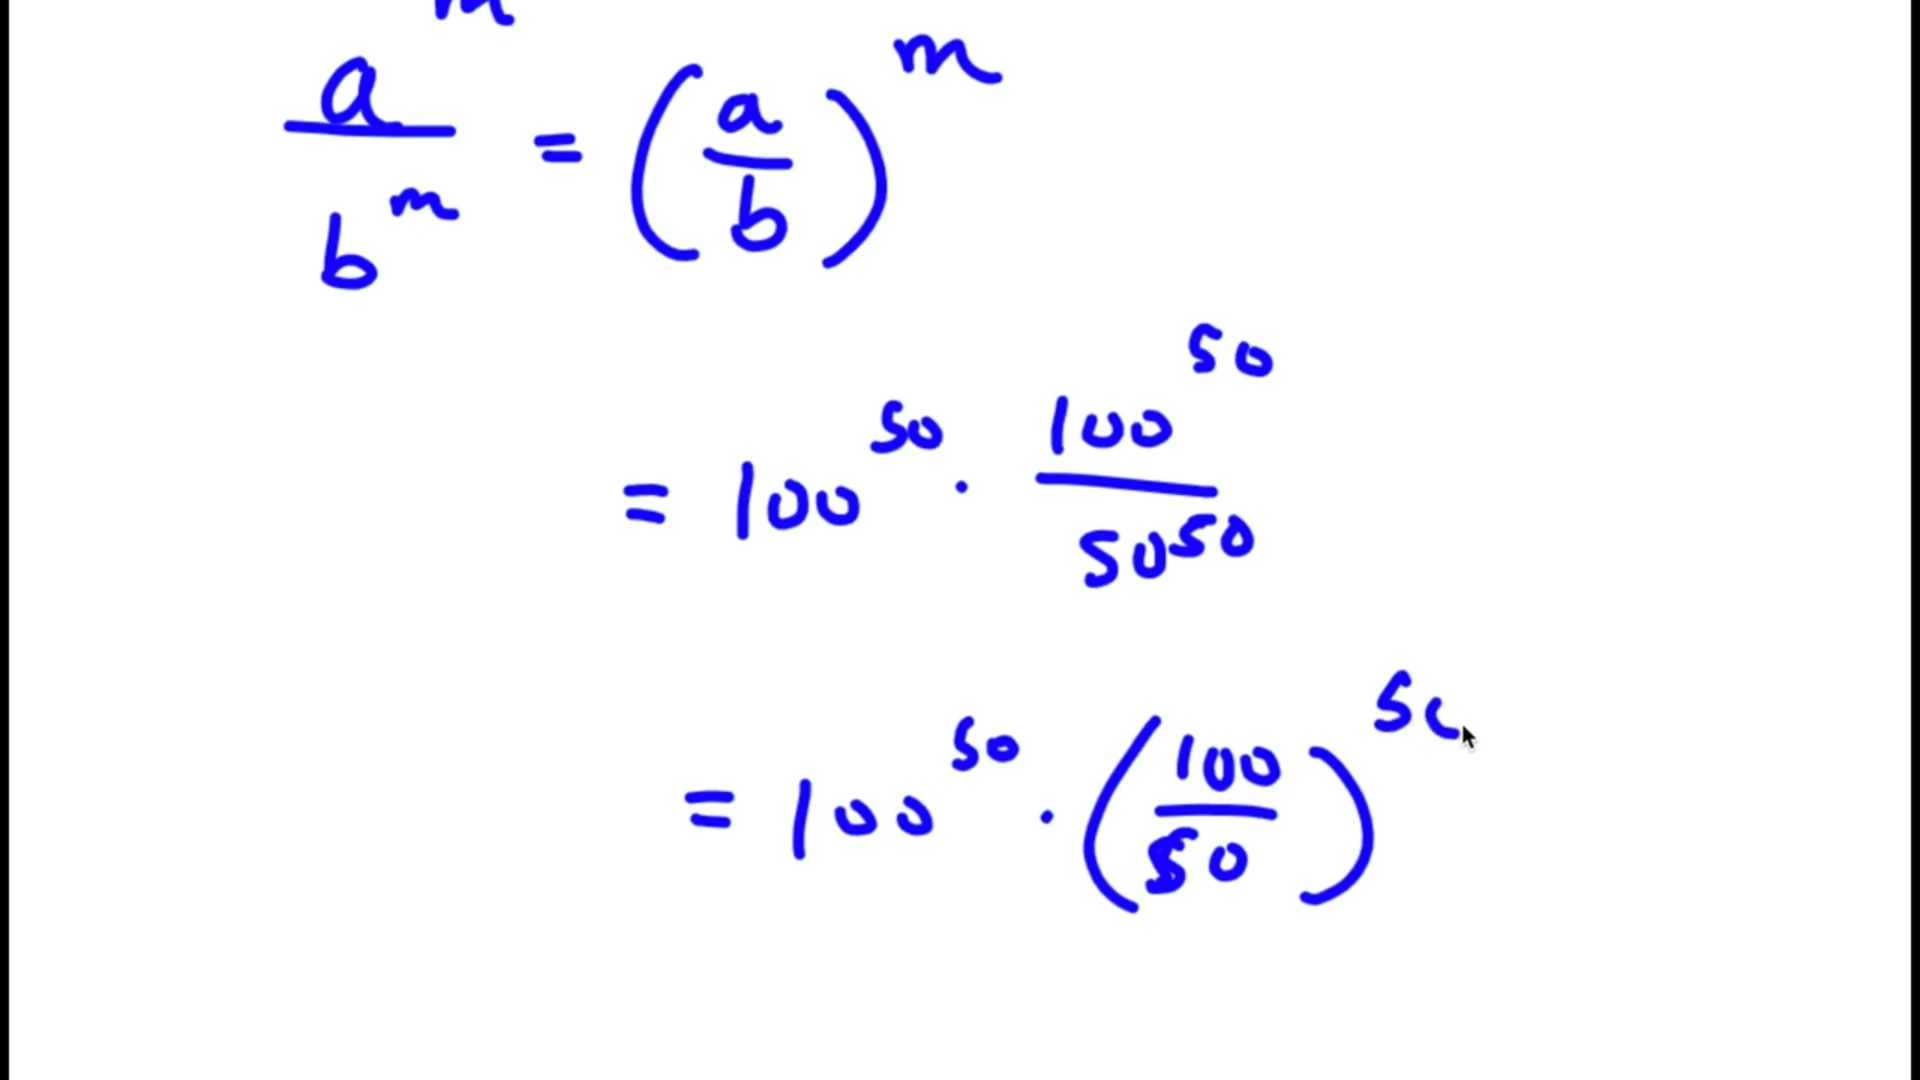 a^m / b^m = (a/b)^m
= 100^50 · 100^50 / 50^50
= 100^50 · (100/50)^50